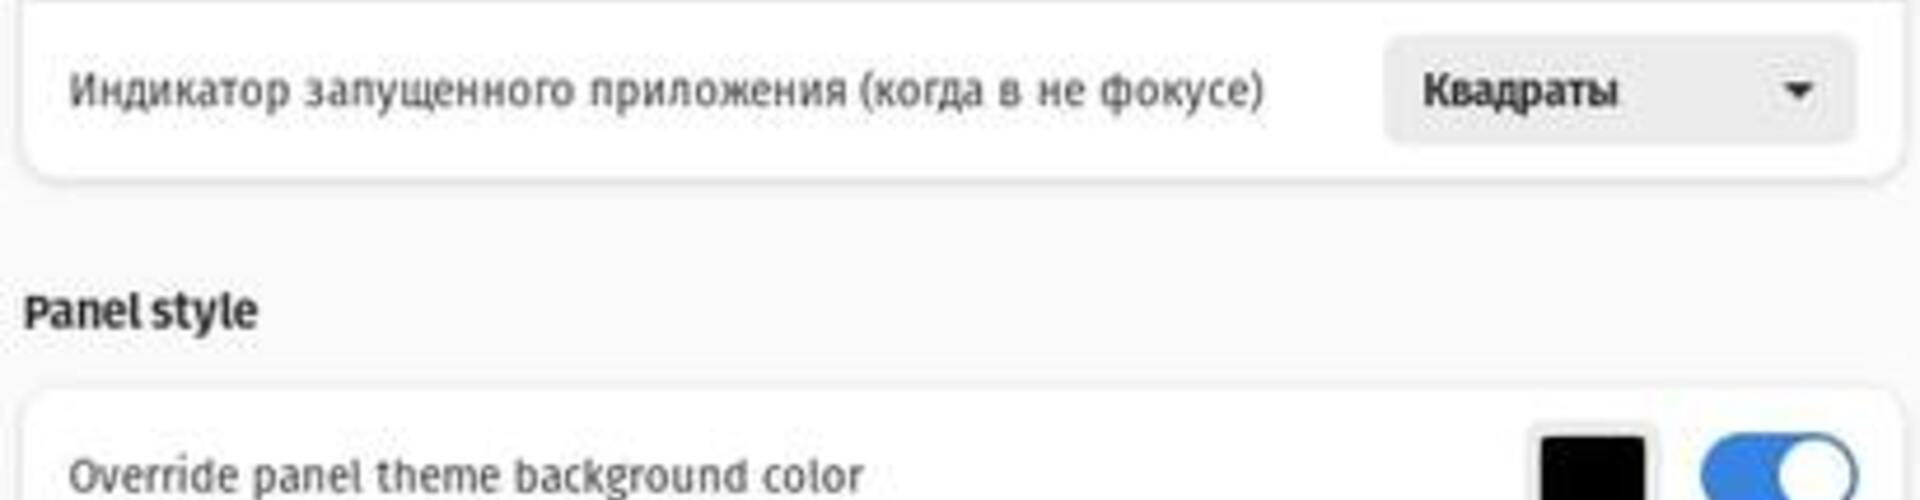 Индикатор запущенного приложения (когда в не фокусе)
Квадраты
Panel style
Override panel theme background color